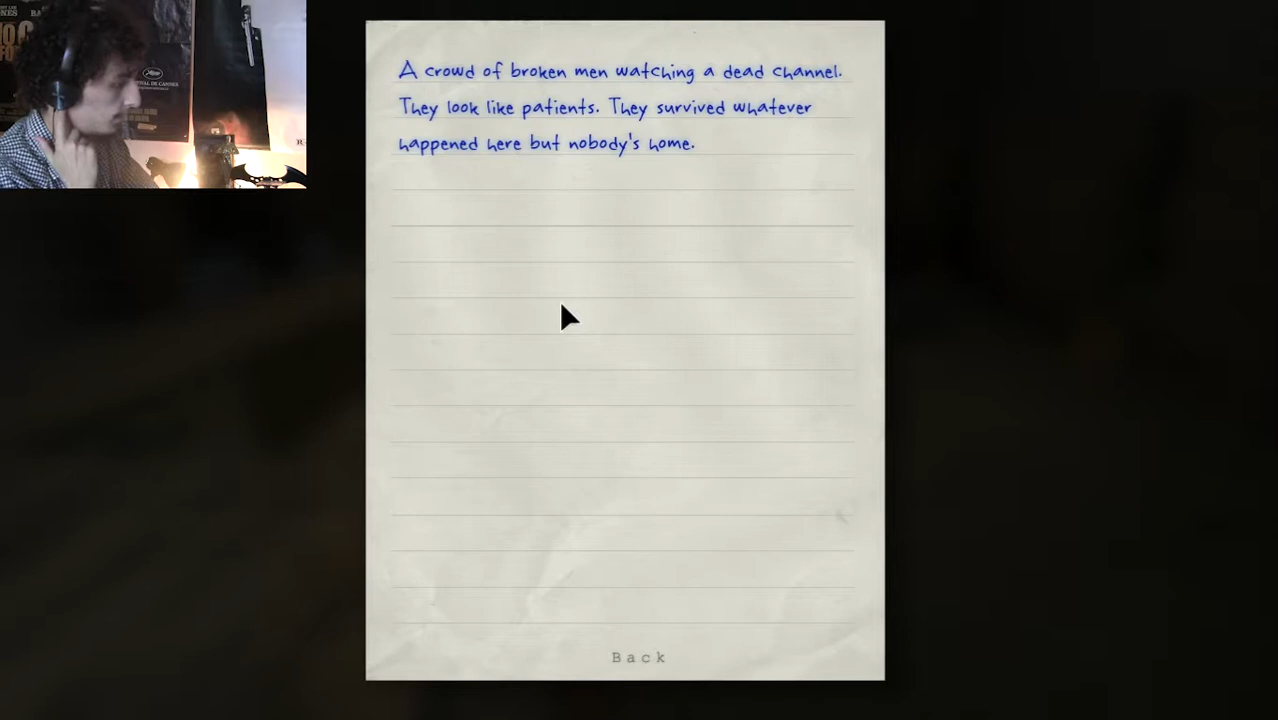 A crowd of broken men watching a dead channel.
They look like patients. They survived whatever
happened here but nobody's home.
Back